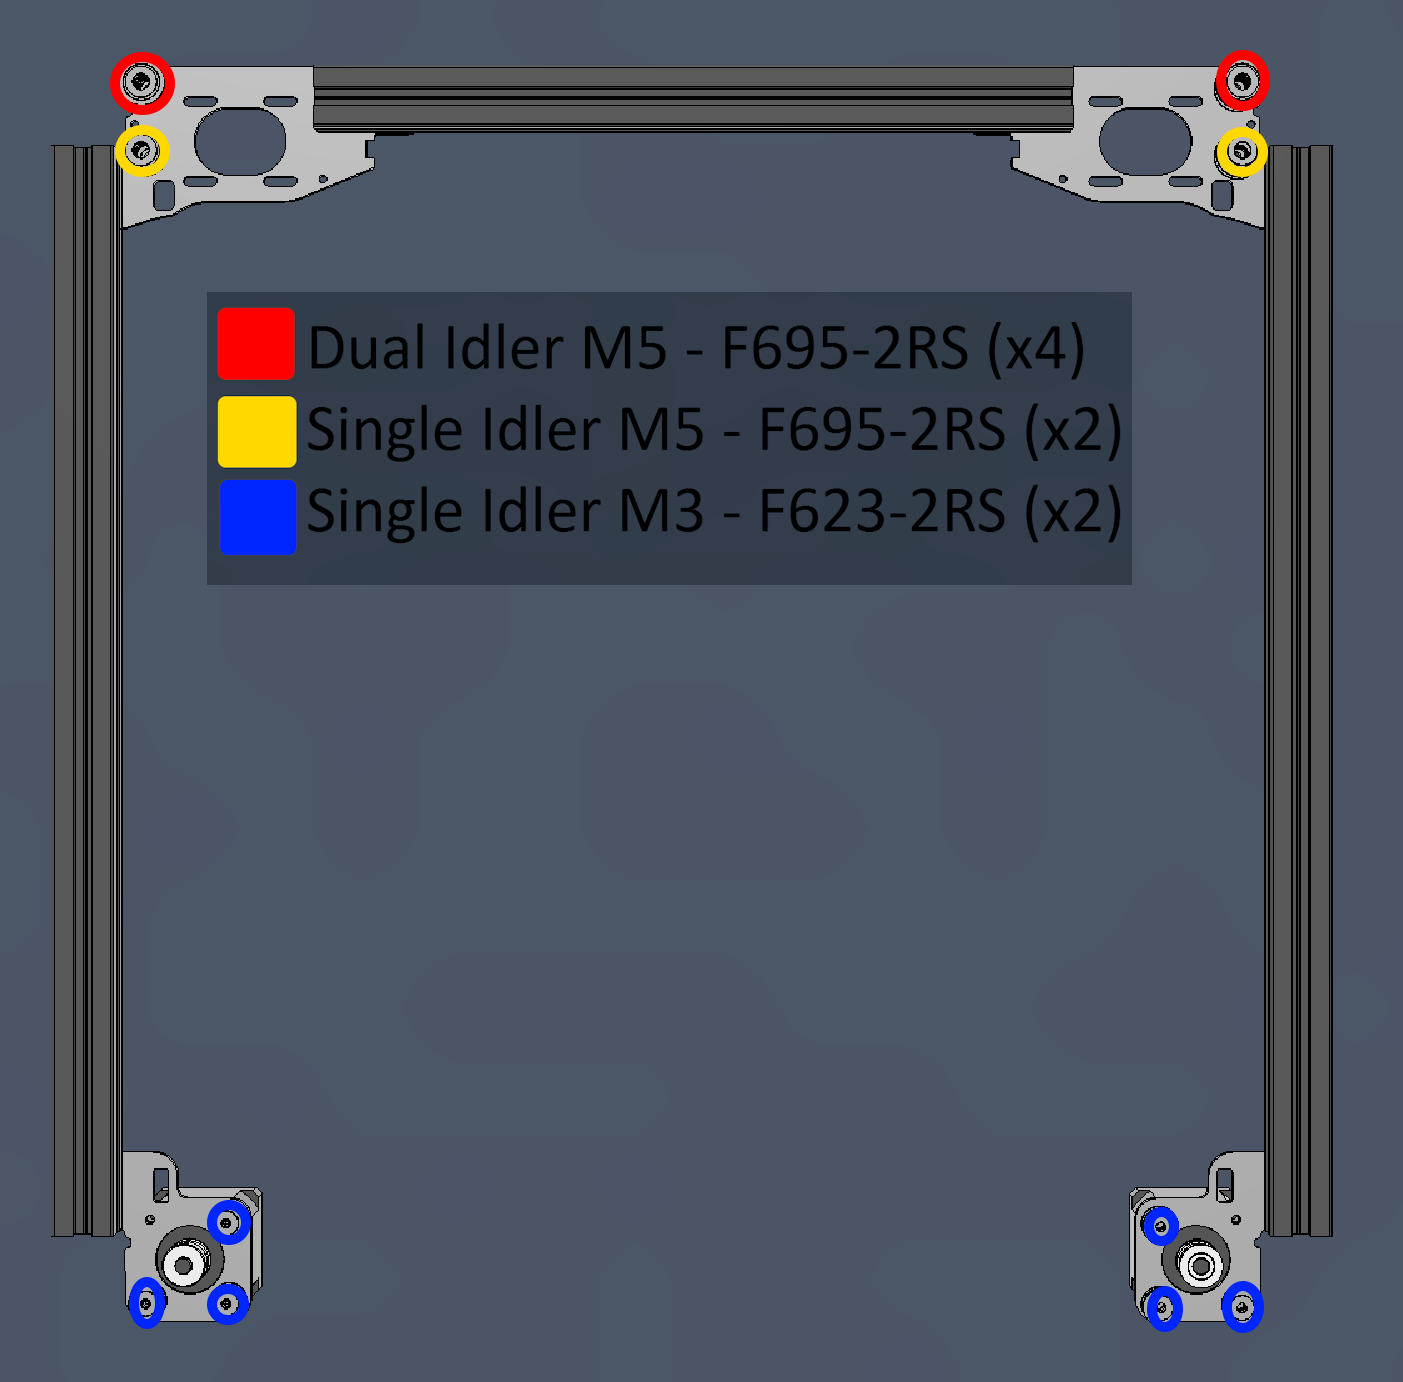 Dual Idler M5 - F695-2RS (x4)
Single Idler M5 - F695-2RS (x2)
Single Idler M3 - F623-2RS (x2)